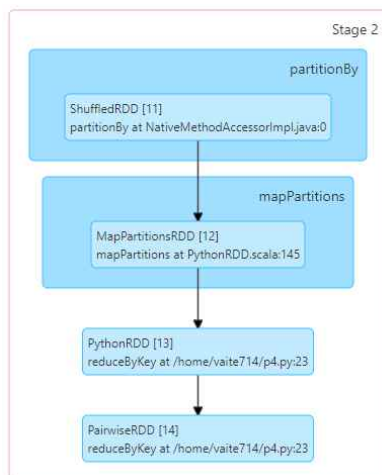 Stage 2
partitionBy
ShuffledRDD [11]
partitionBy at NativeMethodAccessorImpl.java:0
mapPartitions
MapPartitionsRDD [12]
mapPartitions at PythonRDD.scala:145
PythonRDD [13]
reduceByKey at /home/vaite714/p4.py:23
PairwiseRDD [14]
reduceByKey at /home/vaite714/p4.py:23